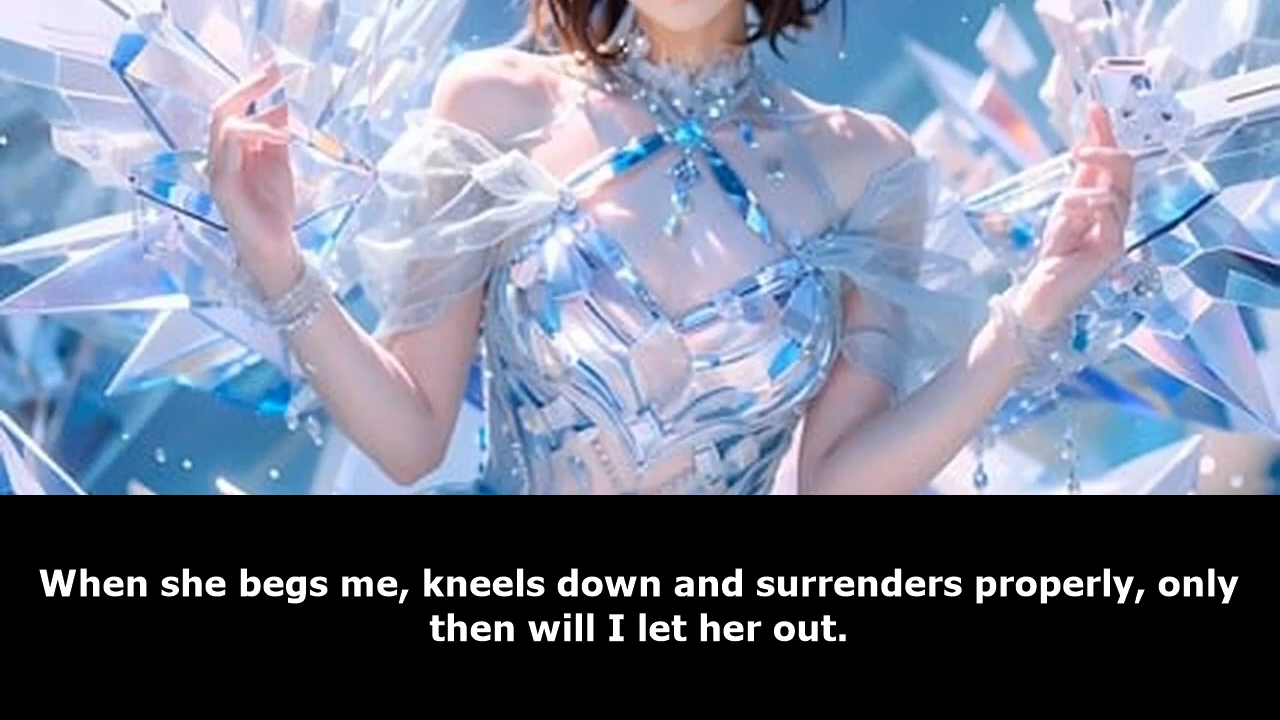 When she begs me, kneels down and surrenders properly, only
then will I let her out.